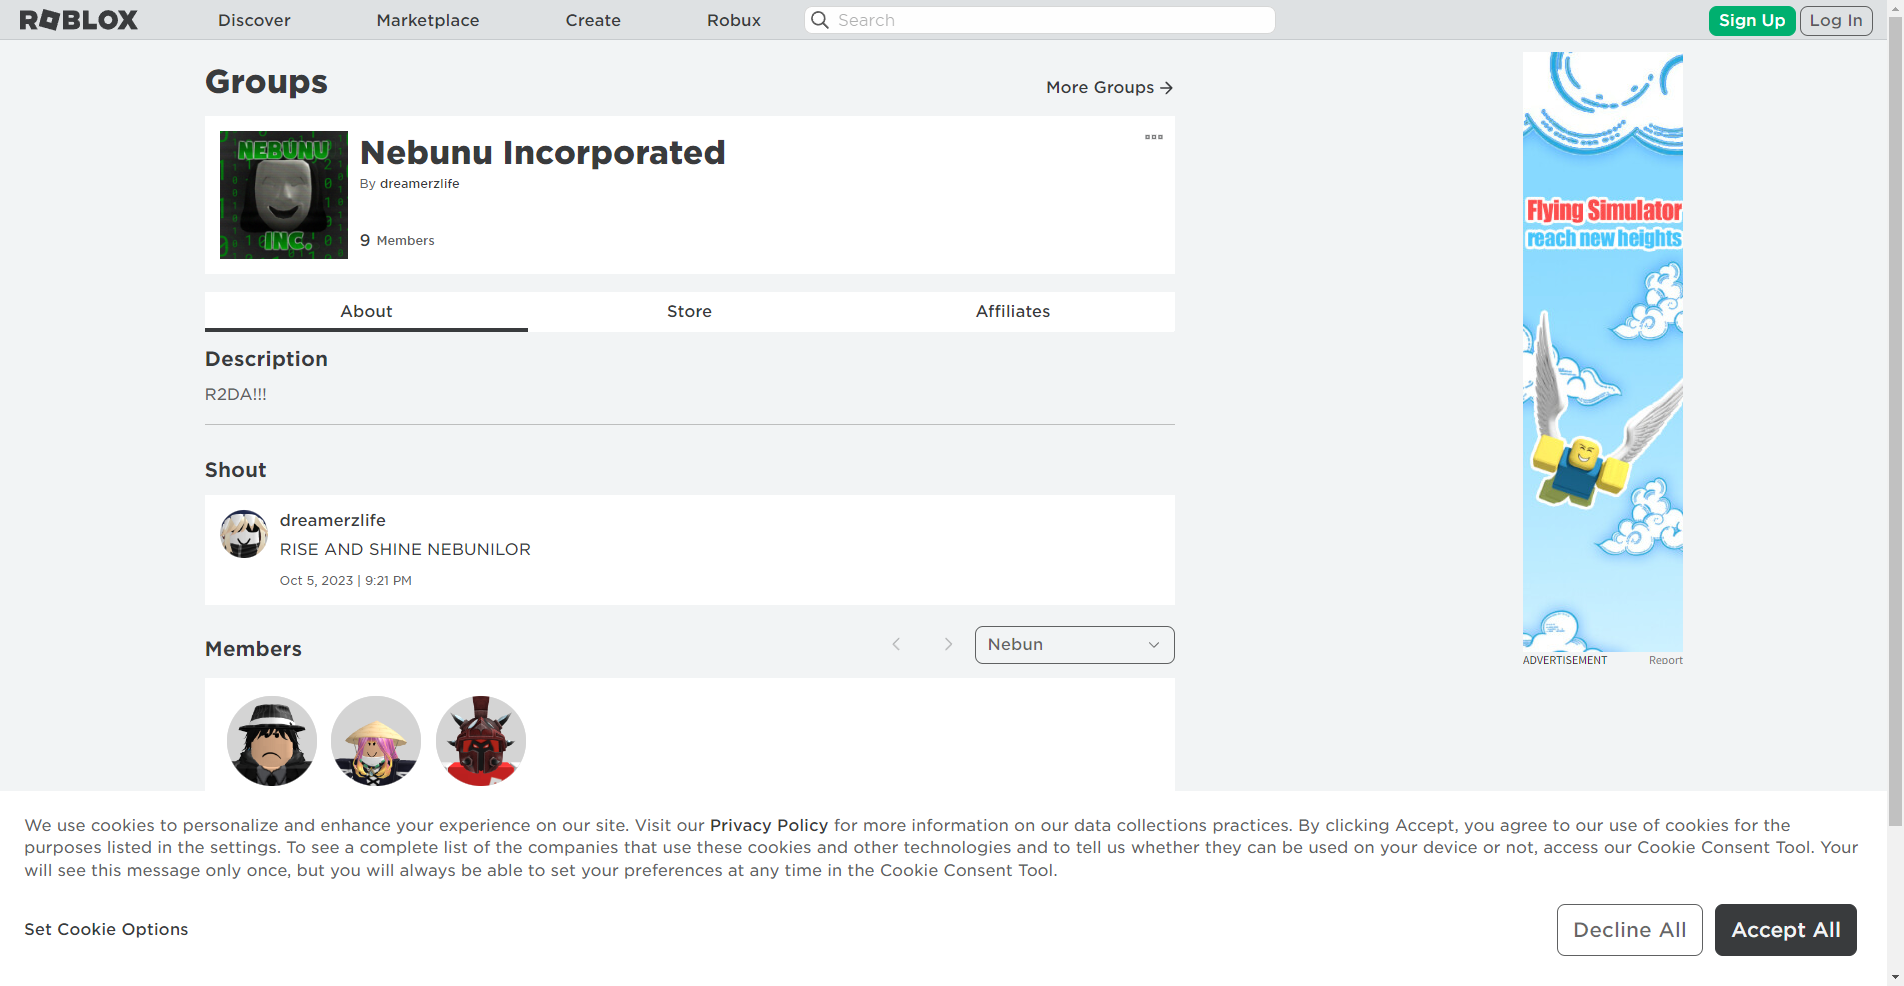 ROBLOX
Discover
Marketplace
Create
Robux
Search
Sign Up
Log In
Groups
More Groups
NEBUNU
INC.
Nebunu Incorporated
By dreamerzlife
9 Members
About
Store
Affiliates
Description
R2DA!!!
Shout
dreamerzlife
RISE AND SHINE NEBUNILOR
Oct 5, 2023 | 9:21 PM
Members
Nebun
Flying Simulator
reach new heights
ADVERTISEMENT
Report
We use cookies to personalize and enhance your experience on our site. Visit our Privacy Policy for more information on our data collections practices. By clicking Accept, you agree to our use of cookies for the
purposes listed in the settings. To see a complete list of the companies that use these cookies and other technologies and to tell us whether they can be used on your device or not, access our Cookie Consent Tool. Your
will see this message only once, but you will always be able to set your preferences at any time in the Cookie Consent Tool.
Set Cookie Options
Decline All
Accept All